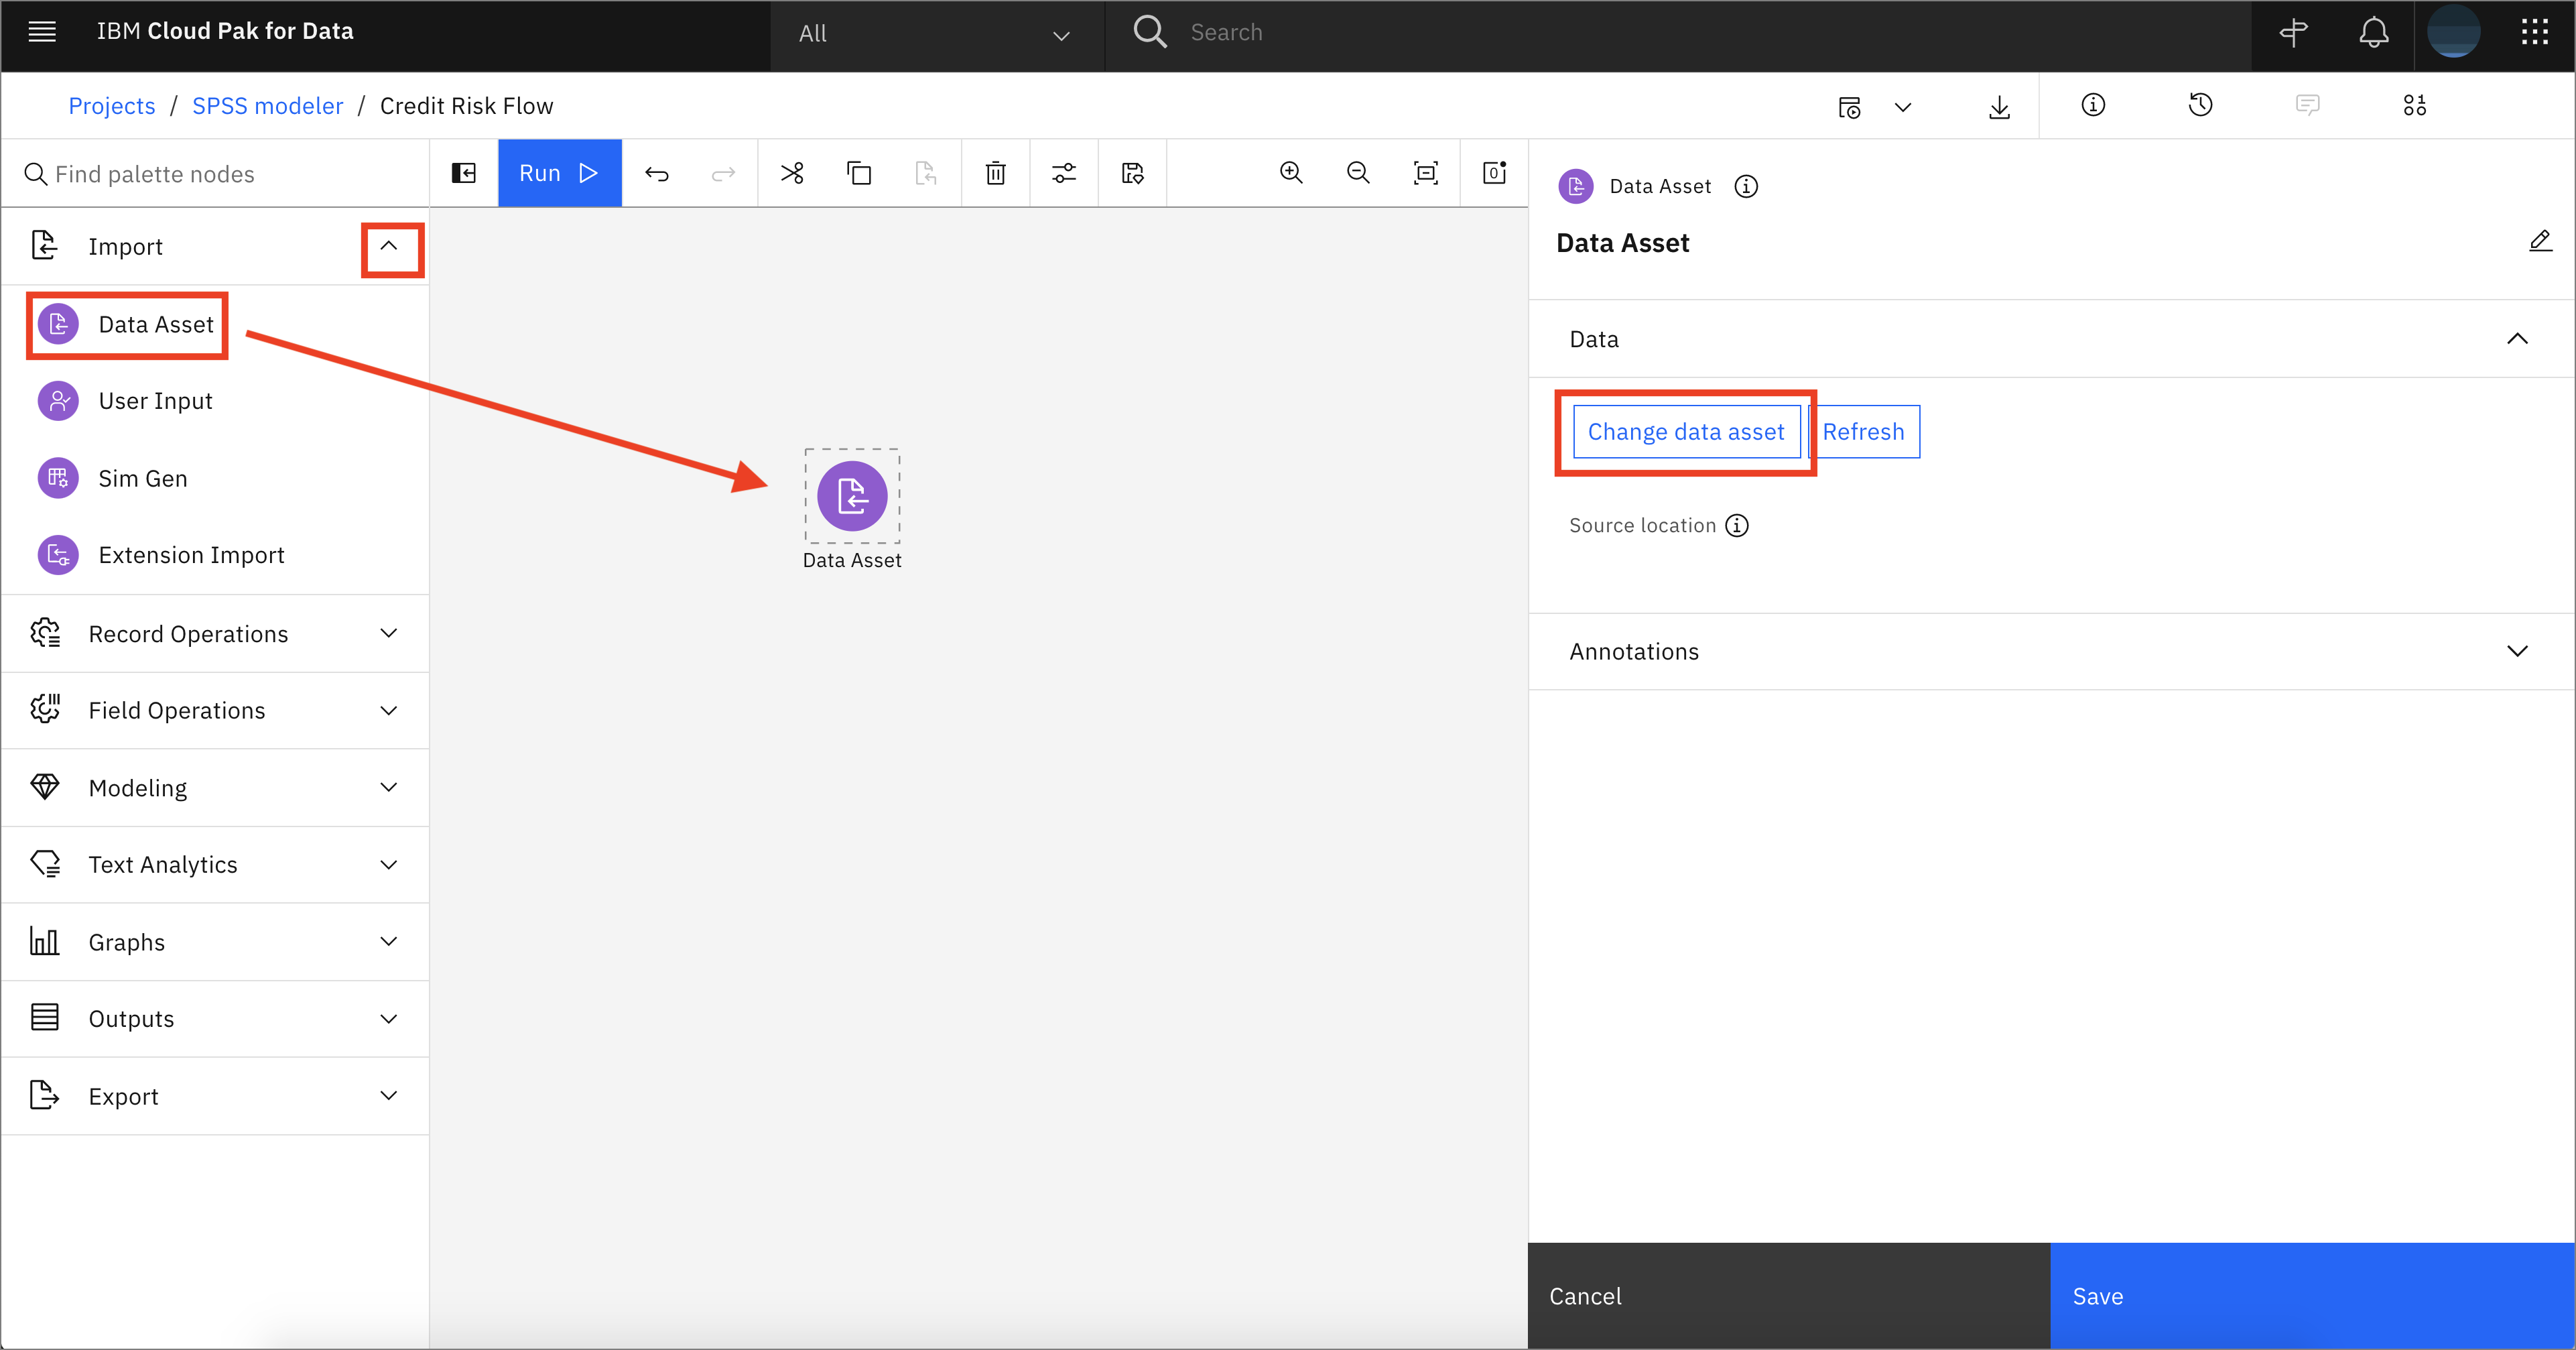 IBM Cloud Pak for Data
All
Search
Projects / SPSS modeler / Credit Risk Flow
Find palette nodes
Run
Import
Data Asset
User Input
Sim Gen
Extension Import
Record Operations
Field Operations
Modeling
Text Analytics
Graphs
Outputs
Export
Data Asset
Data Asset
Data Asset
Data
Change data asset
Refresh
Source location
Annotations
Cancel
Save